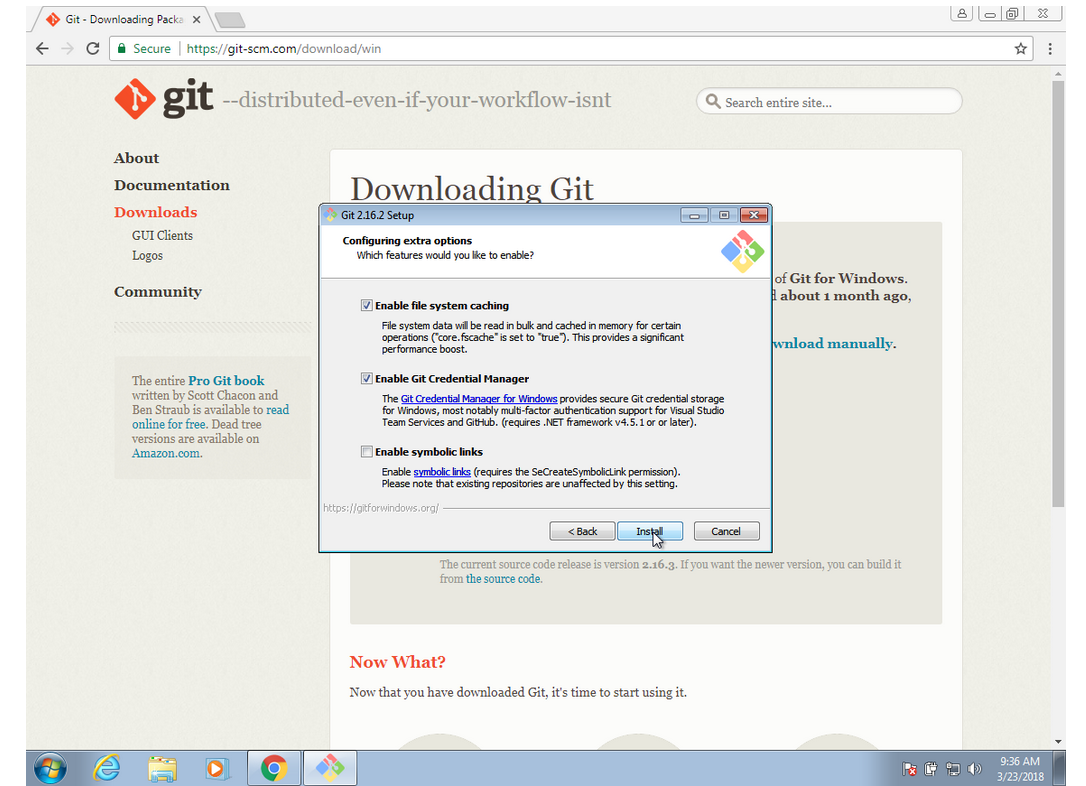 Git - Downloading Packa
Secure
https://git-scm.com/download/win
git --distributed-even-if-your-workflow-isnt
Search entire site...
About
Documentation
Downloads
GUI Clients
Logos
Community
The entire Pro Git book
written by Scott Chacon and
Ben Straub is available to read
online for free. Dead tree
versions are available on
Amazon.com.
Downloading Git
of Git for Windows.
about 1 month ago,
wnload manually.
Git 2.16.2 Setup
Configuring extra options
Which features would you like to enable?
Enable file system caching
File system data will be read in bulk and cached in memory for certain
operations ("core.fscache" is set to "true"). This provides a significant
performance boost.
Enable Git Credential Manager
The Git Credential Manager for Windows provides secure Git credential storage
for Windows, most notably multi-factor authentication support for Visual Studio
Team Services and GitHub. (requires .NET framework v4.5.1 or or later).
Enable symbolic links
Enable symbolic links (requires the SeCreateSymbolicLink permission).
Please note that existing repositories are unaffected by this setting.
https://gitforwindows.org/
< Back
Install
Cancel
The current source code release is version 2.16.3. If you want the newer version, you can build it
from the source code.
Now What?
Now that you have downloaded Git, it's time to start using it.
9:36 AM
3/23/2018